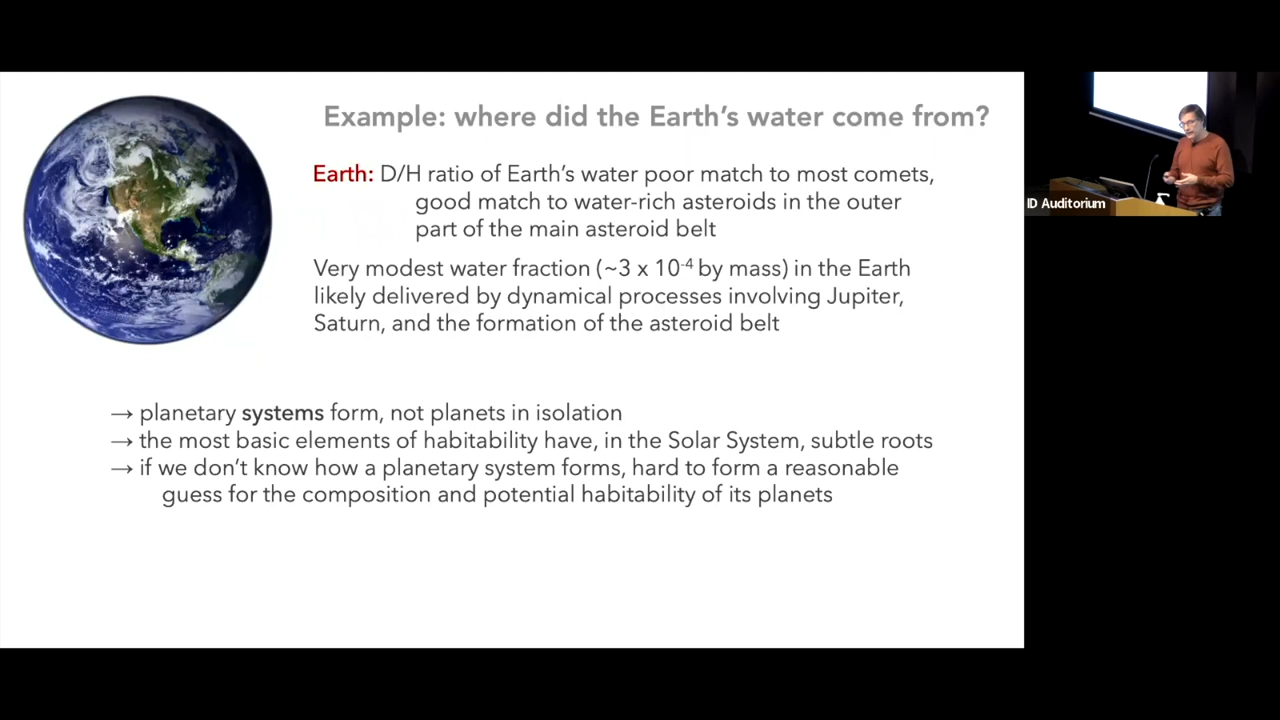 Example: where did the Earth's water come from?
Earth: D/H ratio of Earth's water poor match to most comets,
good match to water-rich asteroids in the outer
part of the main asteroid belt
Very modest water fraction (~3 x 10⁻⁴ by mass) in the Earth
likely delivered by dynamical processes involving Jupiter,
Saturn, and the formation of the asteroid belt
→ planetary systems form, not planets in isolation
→ the most basic elements of habitability have, in the Solar System, subtle roots
→ if we don't know how a planetary system forms, hard to form a reasonable
guess for the composition and potential habitability of its planets
ID Auditorium